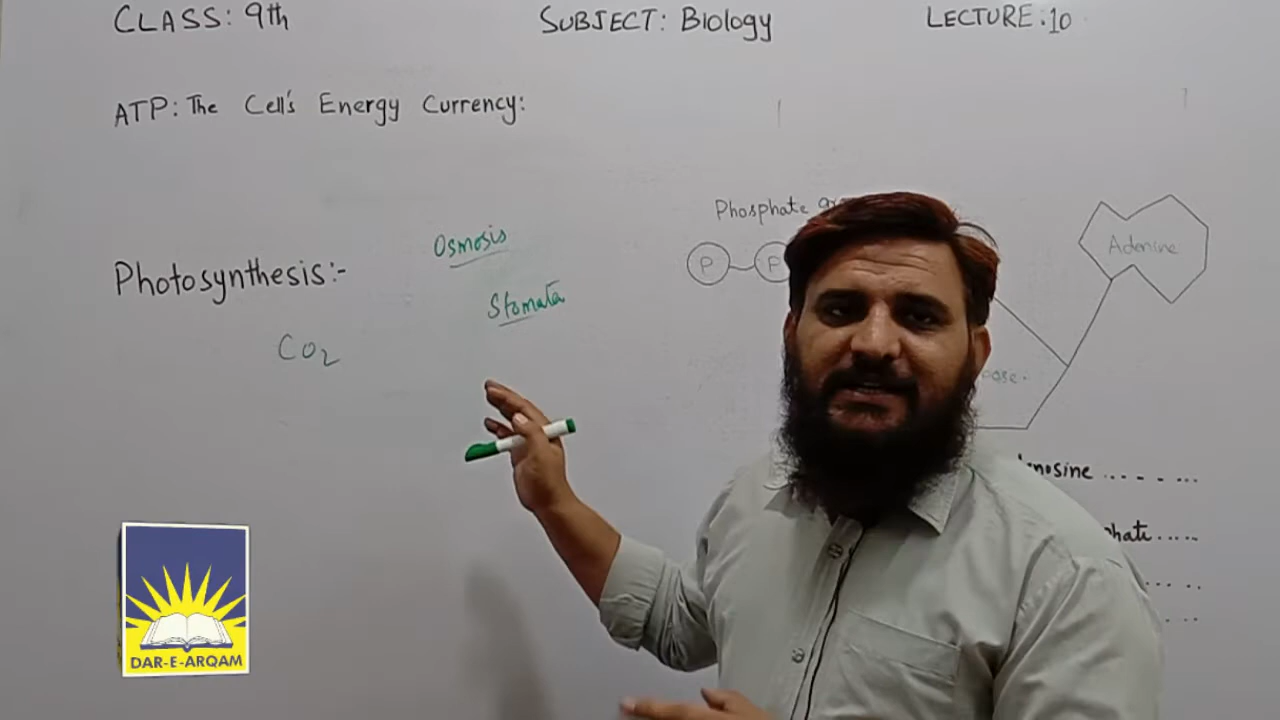 CLASS: 9th
SUBJECT: Biology
LECTURE: 10
ATP: The Cell's Energy Currency:
Phosphate
P
Adenine
Osmosis
Photosynthesis:-
Stomata
CO2
DAR-E-ARQAM